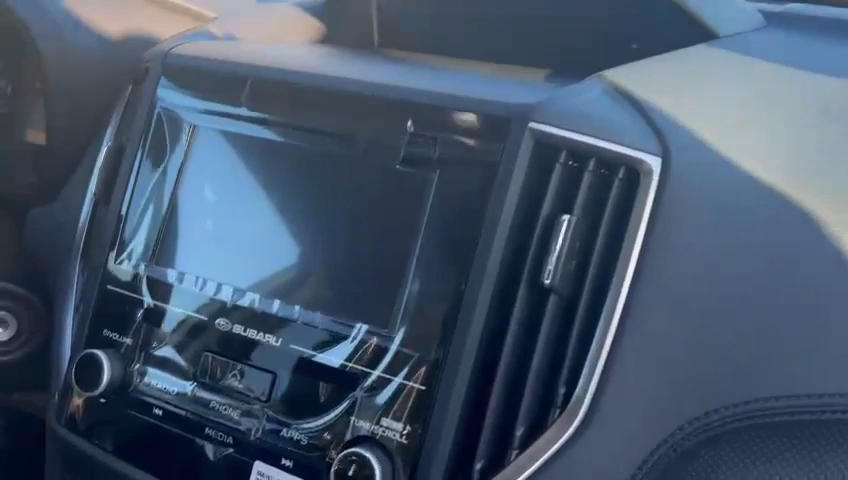 SUBARU
⏻/VOLUME
RADIO
PHONE
MEDIA
APPS
TUNE/SCROLL